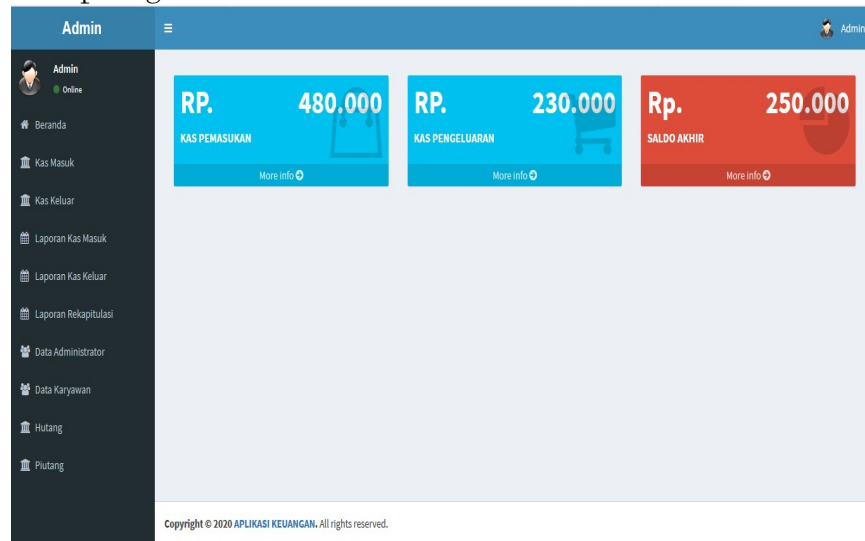 Admin
Admin
Admin
Online
Beranda
Kas Masuk
Kas Keluar
Laporan Kas Masuk
Laporan Kas Keluar
Laporan Rekapitulasi
Data Administrator
Data Karyawan
Hutang
Piutang
RP. 480.000
KAS PEMASUKAN
More info
RP. 230.000
KAS PENGELUARAN
More info
Rp. 250.000
SALDO AKHIR
More info
Copyright © 2020 APLIKASI KEUANGAN. All rights reserved.